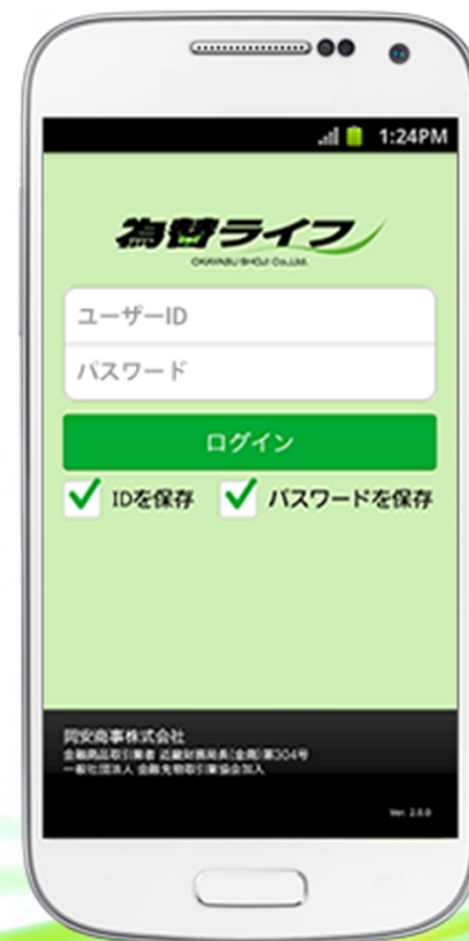 1:24PM
為替ライフ
OKAYASU SHOJI Co.,Ltd.
ユーザーID
パスワード
ログイン
IDを保存 パスワードを保存
岡安商事株式会社
金融商品取引業者 近畿財務局長(金商)第304号
一般社団法人 金融先物取引業協会加入
Ver. 2.0.0